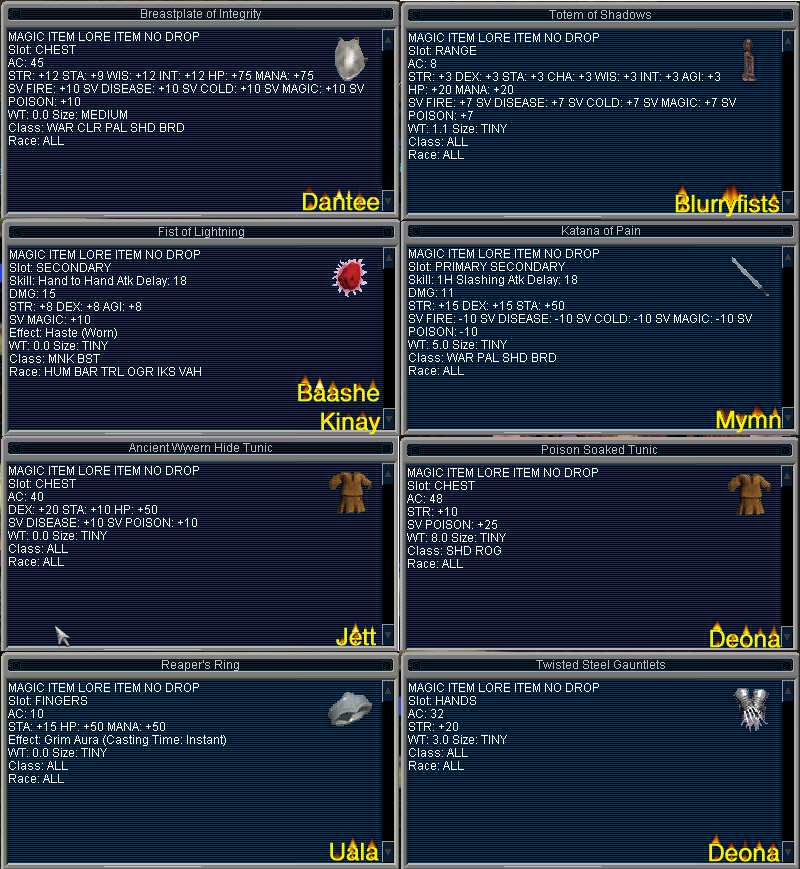 Breastplate of Integrity
MAGIC ITEM LORE ITEM NO DROP
Slot: CHEST
AC: 45
STR: +12 STA: +9 WIS: +12 INT: +12 HP: +75 MANA: +75
SV FIRE: +10 SV DISEASE: +10 SV COLD: +10 SV MAGIC: +10 SV
POISON: +10
WT: 0.0 Size: MEDIUM
Class: WAR CLR PAL SHD BRD
Race: ALL
Dantee
Totem of Shadows
MAGIC ITEM LORE ITEM NO DROP
Slot: RANGE
AC: 8
STR: +3 DEX: +3 STA: +3 CHA: +3 WIS: +3 INT: +3 AGI: +3
HP: +20 MANA: +20
SV FIRE: +7 SV DISEASE: +7 SV COLD: +7 SV MAGIC: +7 SV
POISON: +7
WT: 1.1 Size: TINY
Class: ALL
Race: ALL
Blurryfists
Fist of Lightning
MAGIC ITEM LORE ITEM NO DROP
Slot: SECONDARY
Skill: Hand to Hand Atk Delay: 18
DMG: 15
STR: +8 DEX: +8 AGI: +8
SV MAGIC: +10
Effect: Haste (Worn)
WT: 0.0 Size: TINY
Class: MNK BST
Race: HUM BAR TRL OGR IKS VAH
Baashe
Kinay
Katana of Pain
MAGIC ITEM LORE ITEM NO DROP
Slot: PRIMARY SECONDARY
Skill: 1H Slashing Atk Delay: 18
DMG: 11
STR: +15 DEX: +15 STA: +50
SV FIRE: -10 SV DISEASE: -10 SV COLD: -10 SV MAGIC: -10 SV
POISON: -10
WT: 5.0 Size: TINY
Class: WAR PAL SHD BRD
Race: ALL
Mymn
Ancient Wyvern Hide Tunic
MAGIC ITEM LORE ITEM NO DROP
Slot: CHEST
AC: 40
DEX: +20 STA: +10 HP: +50
SV DISEASE: +10 SV POISON: +10
WT: 0.0 Size: TINY
Class: ALL
Race: ALL
Jett
Poison Soaked Tunic
MAGIC ITEM LORE ITEM NO DROP
Slot: CHEST
AC: 48
STR: +10
SV POISON: +25
WT: 8.0 Size: TINY
Class: SHD ROG
Race: ALL
Deona
Reaper's Ring
MAGIC ITEM LORE ITEM NO DROP
Slot: FINGERS
AC: 10
STA: +15 HP: +50 MANA: +50
Effect: Grim Aura (Casting Time: Instant)
WT: 0.0 Size: TINY
Class: ALL
Race: ALL
Uala
Twisted Steel Gauntlets
MAGIC ITEM LORE ITEM NO DROP
Slot: HANDS
AC: 32
STR: +20
WT: 3.0 Size: TINY
Class: ALL
Race: ALL
Deona